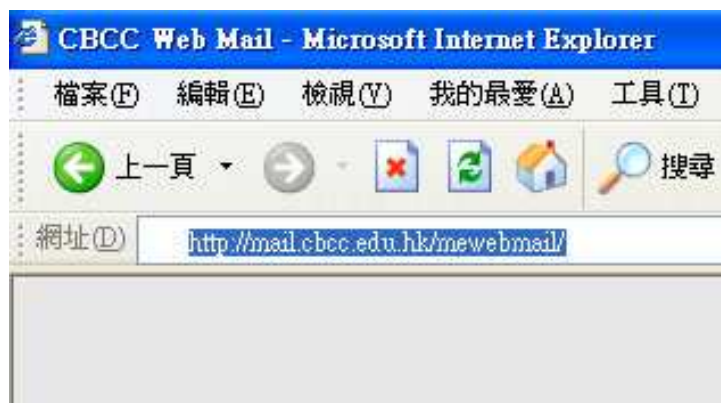 CBCC Web Mail - Microsoft Internet Explorer
檔案(F) 編輯(E) 檢視(V) 我的最愛(A) 工具(T)
上一頁 搜尋
網址(D) http://mail.cbcc.edu.hk/mewebmail/